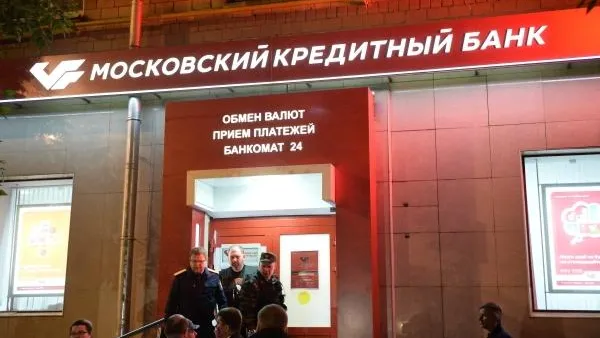 МОСКОВСКИЙ КРЕДИТНЫЙ БАНК
ОБМЕН ВАЛЮТ
ПРИЕМ ПЛАТЕЖЕЙ
БАНКОМАТ 24